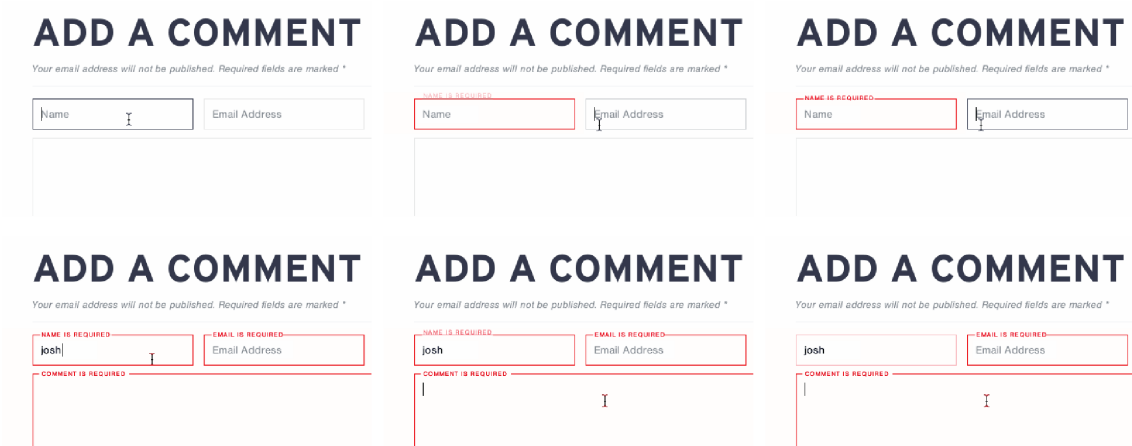 ADD A COMMENT
Your email address will not be published. Required fields are marked *
Name
Email Address
ADD A COMMENT
Your email address will not be published. Required fields are marked *
NAME IS REQUIRED
Name
Email Address
ADD A COMMENT
Your email address will not be published. Required fields are marked *
NAME IS REQUIRED
Name
Email Address
ADD A COMMENT
Your email address will not be published. Required fields are marked *
NAME IS REQUIRED
EMAIL IS REQUIRED
josh
Email Address
COMMENT IS REQUIRED
ADD A COMMENT
Your email address will not be published. Required fields are marked *
NAME IS REQUIRED
EMAIL IS REQUIRED
josh
Email Address
COMMENT IS REQUIRED
ADD A COMMENT
Your email address will not be published. Required fields are marked *
EMAIL IS REQUIRED
josh
Email Address
COMMENT IS REQUIRED